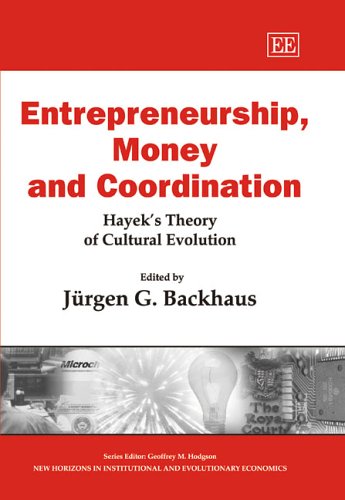 EE
Entrepreneurship,
Money
and Coordination
Hayek's Theory
of Cultural Evolution
Edited by
Jürgen G. Backhaus
Microch
The
Royal
Court
Series Editor: Geoffrey M. Hodgson
NEW HORIZONS IN INSTITUTIONAL AND EVOLUTIONARY ECONOMICS